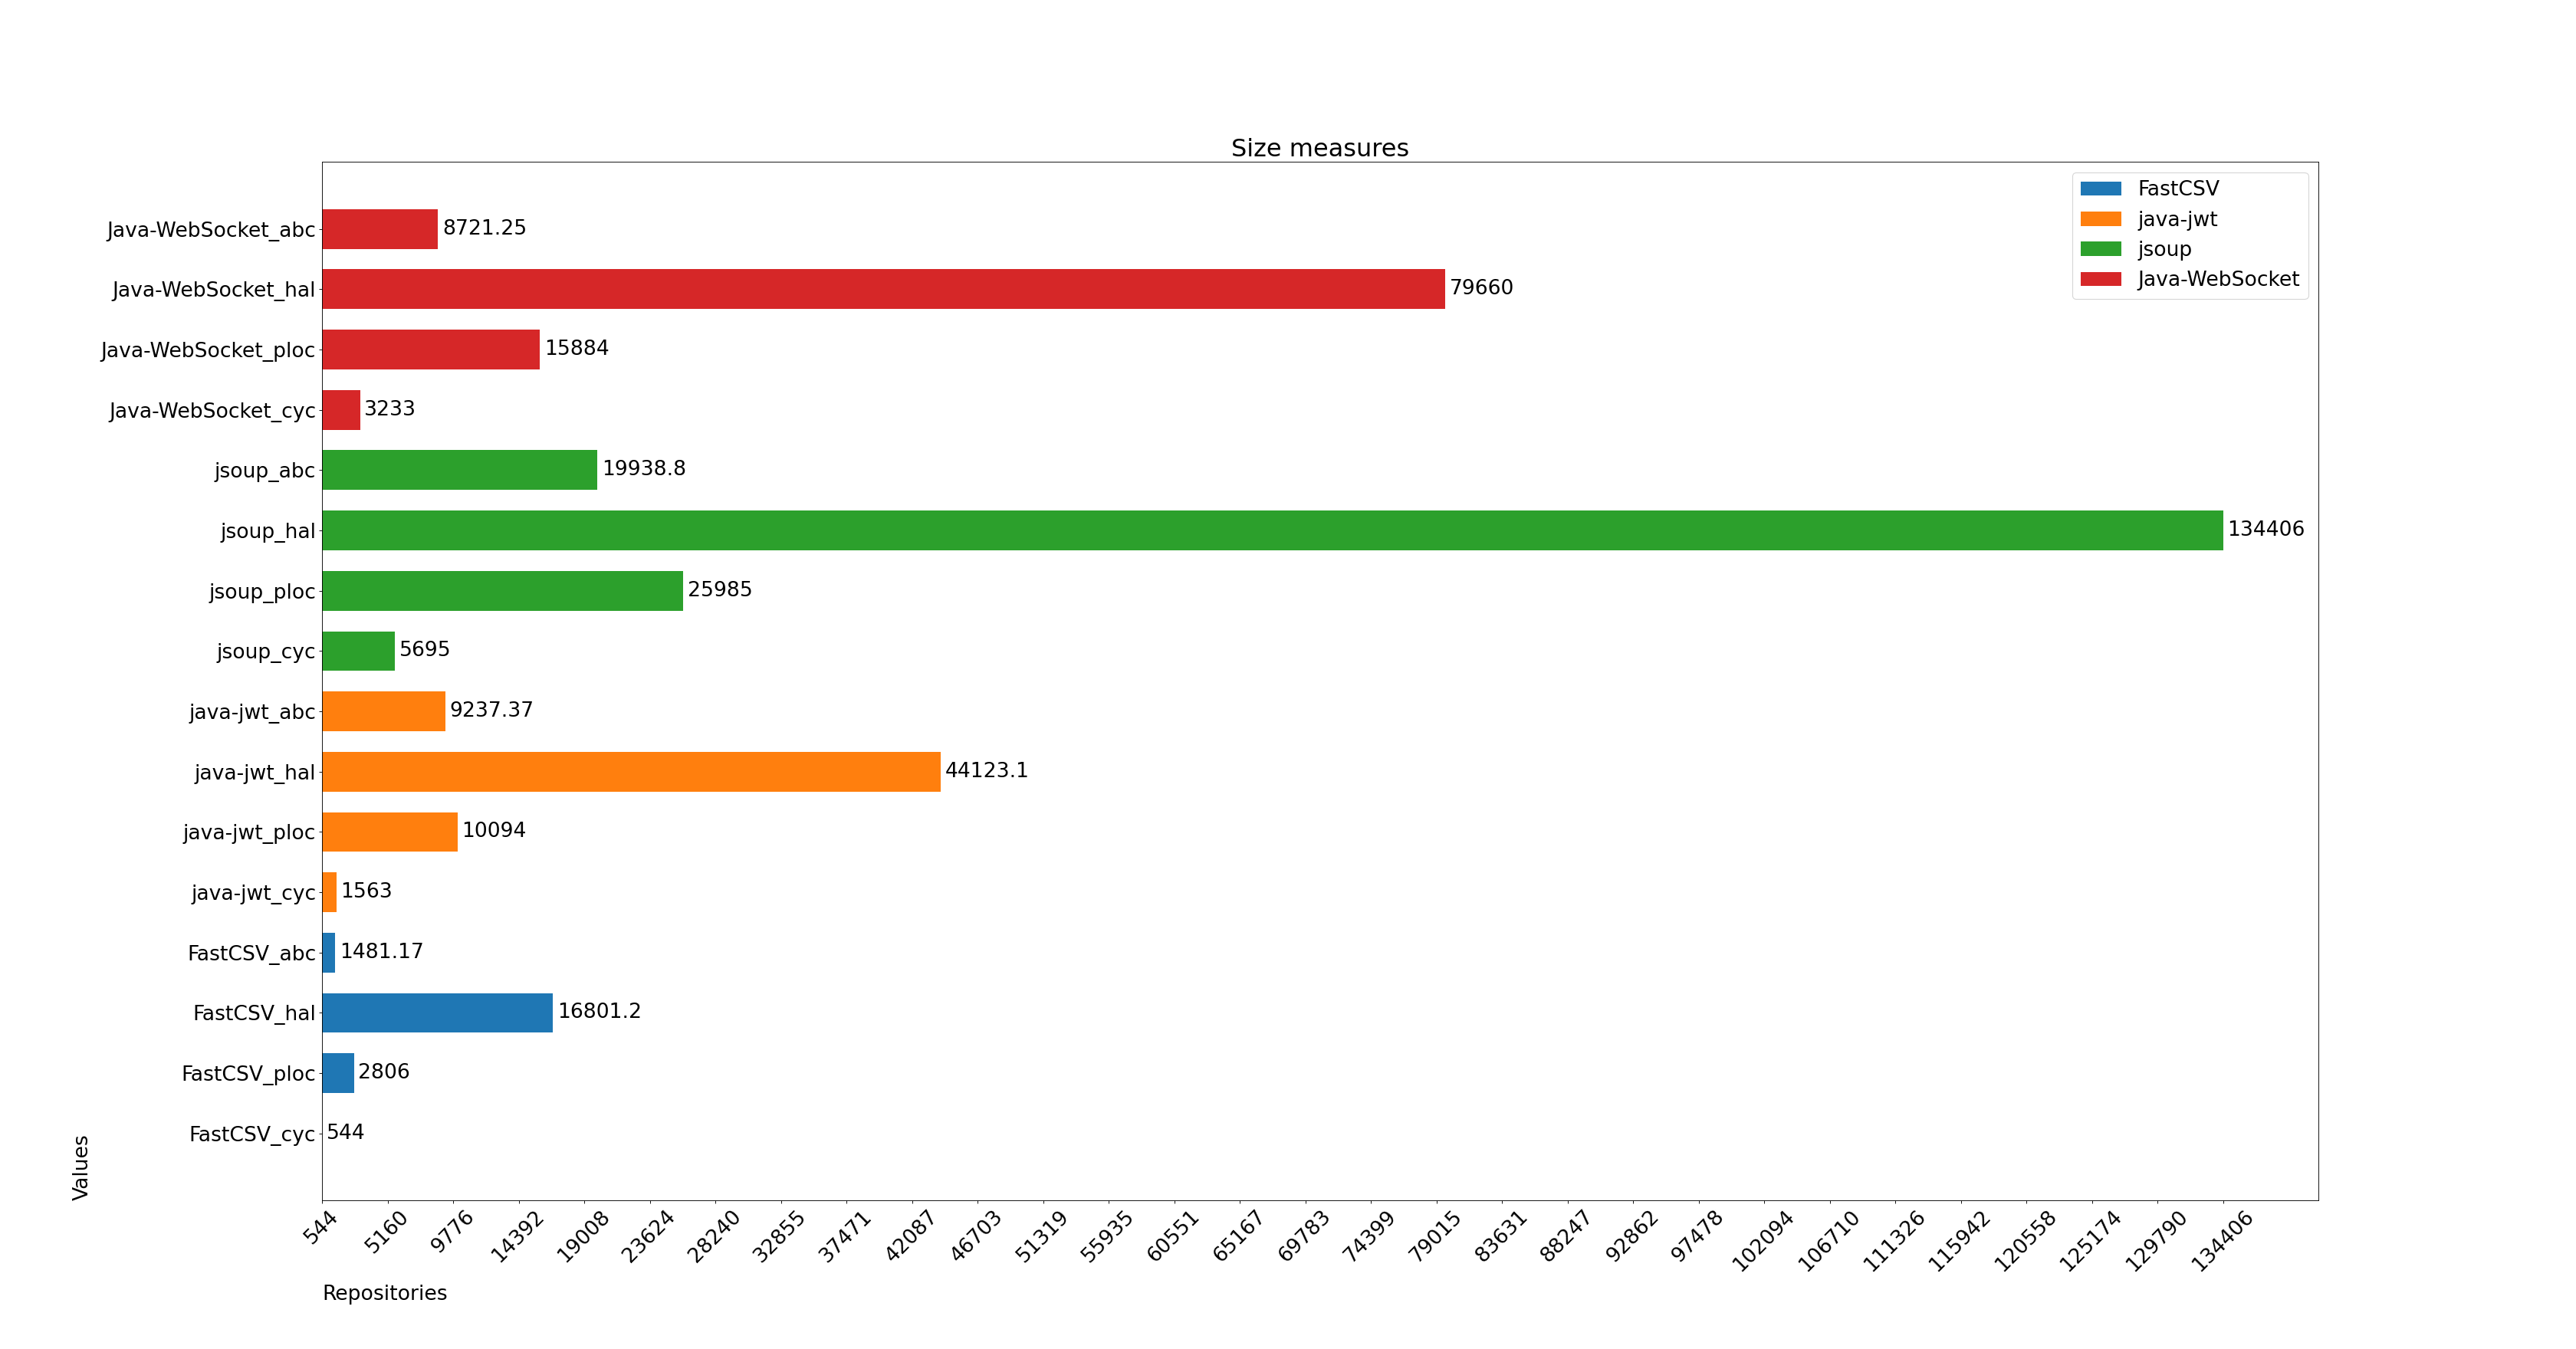 Size measures
FastCSV
java-jwt
jsoup
Java-WebSocket
Java-WebSocket_abc 8721.25
Java-WebSocket_hal 79660
Java-WebSocket_ploc 15884
Java-WebSocket_cyc 3233
jsoup_abc 19938.8
jsoup_hal 134406
jsoup_ploc 25985
jsoup_cyc 5695
java-jwt_abc 9237.37
java-jwt_hal 44123.1
java-jwt_ploc 10094
java-jwt_cyc 1563
FastCSV_abc 1481.17
FastCSV_hal 16801.2
FastCSV_ploc 2806
FastCSV_cyc 544
Values
544 5160 9776 14392 19008 23624 28240 32855 37471 42087 46703 51319 55935 60551 65167 69783 74399 79015 83631 88247 92862 97478 102094 106710 111326 115942 120558 125174 129790 134406
Repositories